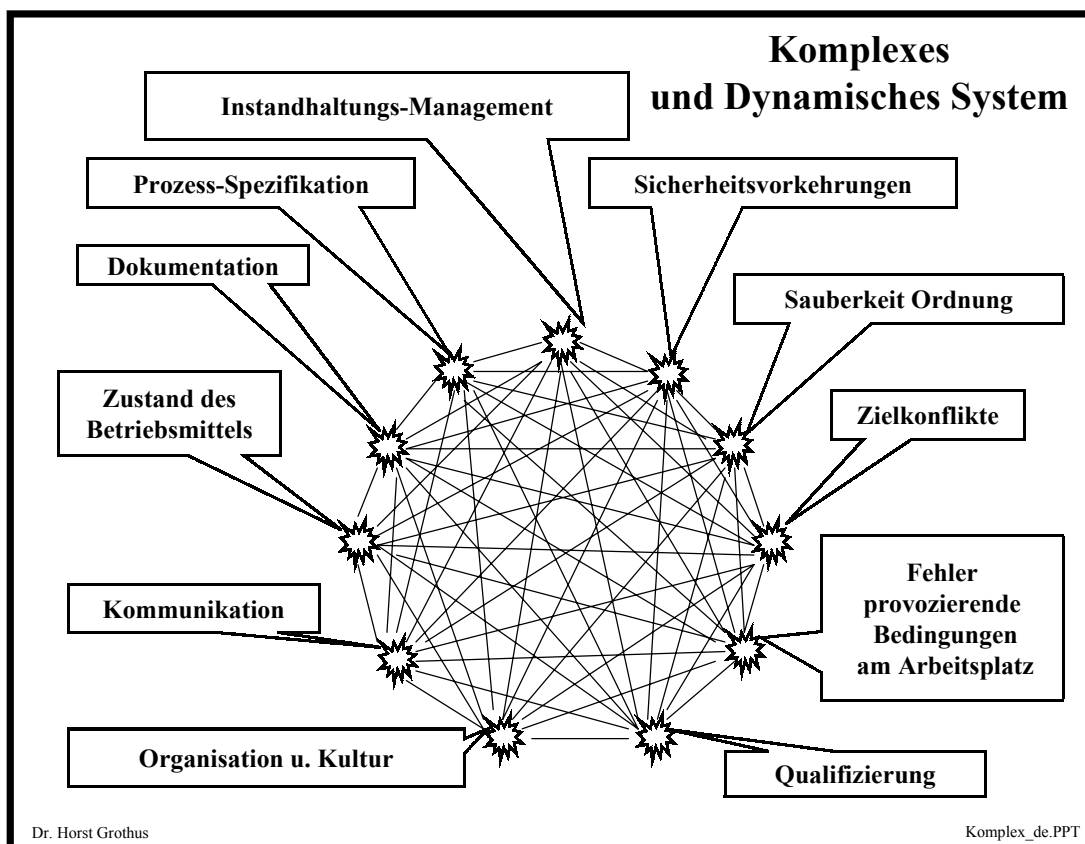 Komplexes
und Dynamisches System
Instandhaltungs-Management
Prozess-Spezifikation
Sicherheitsvorkehrungen
Dokumentation
Sauberkeit Ordnung
Zustand des
Betriebsmittels
Zielkonflikte
Kommunikation
Fehler
provozierende
Bedingungen
am Arbeitsplatz
Organisation u. Kultur
Qualifizierung
Dr. Horst Grothus
Komplex_de.PPT